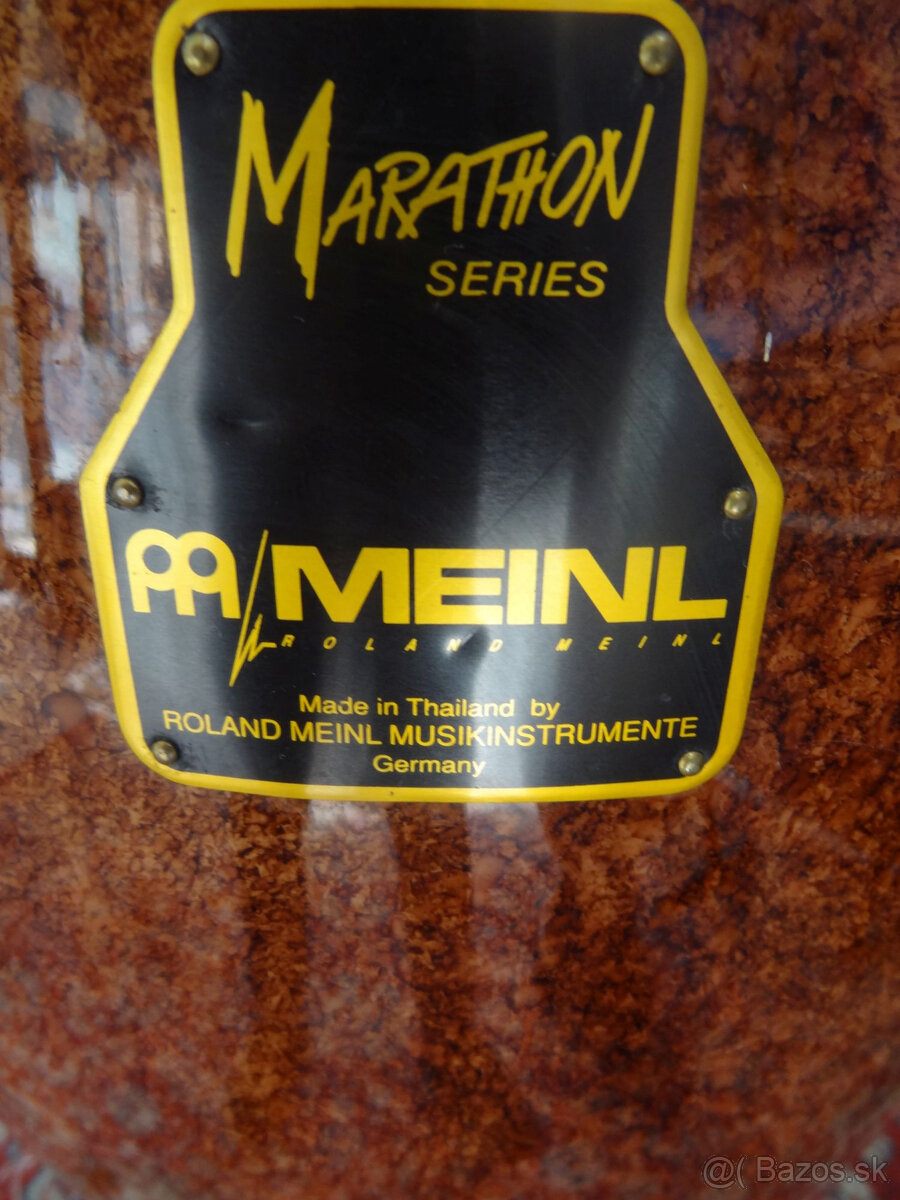 MARATHON
SERIES
MEINL
ROLAND MEINL
Made in Thailand by
ROLAND MEINL MUSIKINSTRUMENTE
Germany
@( Bazos.sk